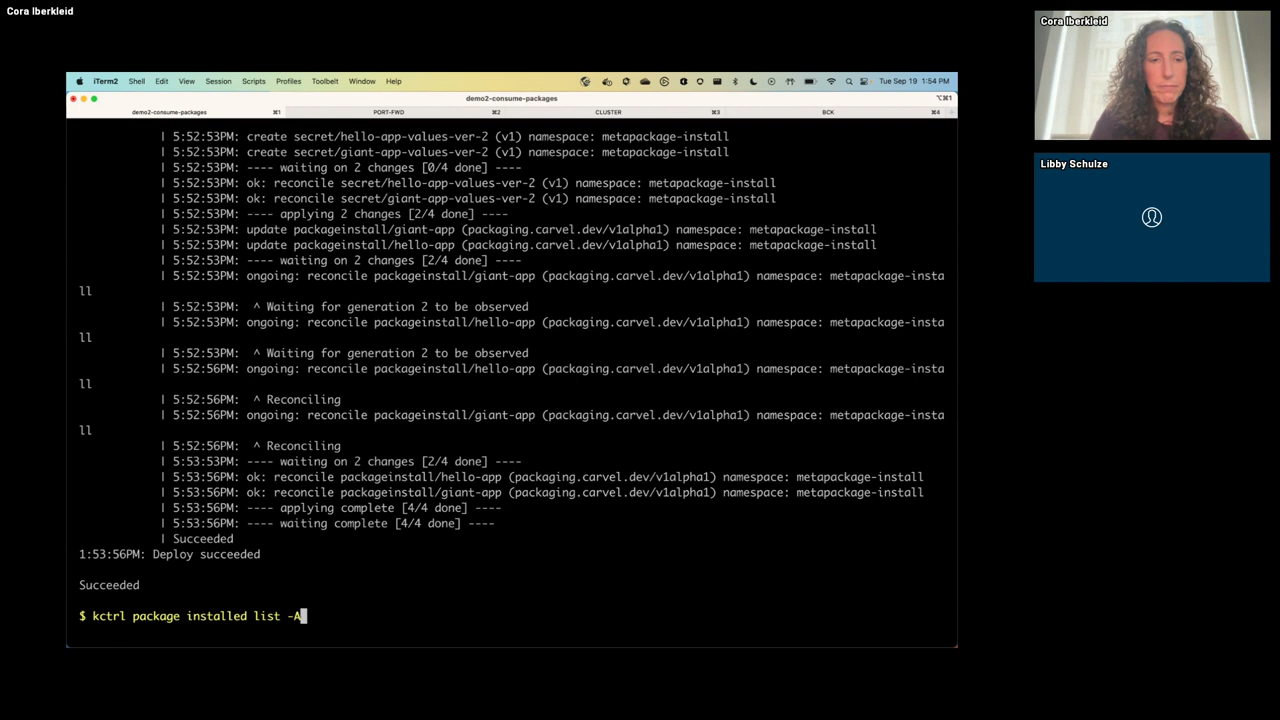 Cora Iberkleid
Cora Iberkleid
Libby Schulze
iTerm2 Shell Edit View Session Scripts Profiles Toolbelt Window Help Tue Sep 19 1:54 PM
demo2-consume-packages ⌥⌘1
demo2-consume-packages ⌘1 PORT-FWD ⌘2 CLUSTER ⌘3 BCK ⌘4
| 5:52:53PM: create secret/hello-app-values-ver-2 (v1) namespace: metapackage-install
| 5:52:53PM: create secret/giant-app-values-ver-2 (v1) namespace: metapackage-install
| 5:52:53PM: ---- waiting on 2 changes [0/4 done] ----
| 5:52:53PM: ok: reconcile secret/hello-app-values-ver-2 (v1) namespace: metapackage-install
| 5:52:53PM: ok: reconcile secret/giant-app-values-ver-2 (v1) namespace: metapackage-install
| 5:52:53PM: ---- applying 2 changes [2/4 done] ----
| 5:52:53PM: update packageinstall/giant-app (packaging.carvel.dev/v1alpha1) namespace: metapackage-install
| 5:52:53PM: update packageinstall/hello-app (packaging.carvel.dev/v1alpha1) namespace: metapackage-install
| 5:52:53PM: ---- waiting on 2 changes [2/4 done] ----
| 5:52:53PM: ongoing: reconcile packageinstall/giant-app (packaging.carvel.dev/v1alpha1) namespace: metapackage-insta
ll
| 5:52:53PM: ^ Waiting for generation 2 to be observed
| 5:52:53PM: ongoing: reconcile packageinstall/hello-app (packaging.carvel.dev/v1alpha1) namespace: metapackage-insta
ll
| 5:52:53PM: ^ Waiting for generation 2 to be observed
| 5:52:56PM: ongoing: reconcile packageinstall/hello-app (packaging.carvel.dev/v1alpha1) namespace: metapackage-insta
ll
| 5:52:56PM: ^ Reconciling
| 5:52:56PM: ongoing: reconcile packageinstall/giant-app (packaging.carvel.dev/v1alpha1) namespace: metapackage-insta
ll
| 5:52:56PM: ^ Reconciling
| 5:53:53PM: ---- waiting on 2 changes [2/4 done] ----
| 5:53:56PM: ok: reconcile packageinstall/hello-app (packaging.carvel.dev/v1alpha1) namespace: metapackage-install
| 5:53:56PM: ok: reconcile packageinstall/giant-app (packaging.carvel.dev/v1alpha1) namespace: metapackage-install
| 5:53:56PM: ---- applying complete [4/4 done] ----
| 5:53:56PM: ---- waiting complete [4/4 done] ----
| Succeeded
1:53:56PM: Deploy succeeded
Succeeded
$ kctrl package installed list -A